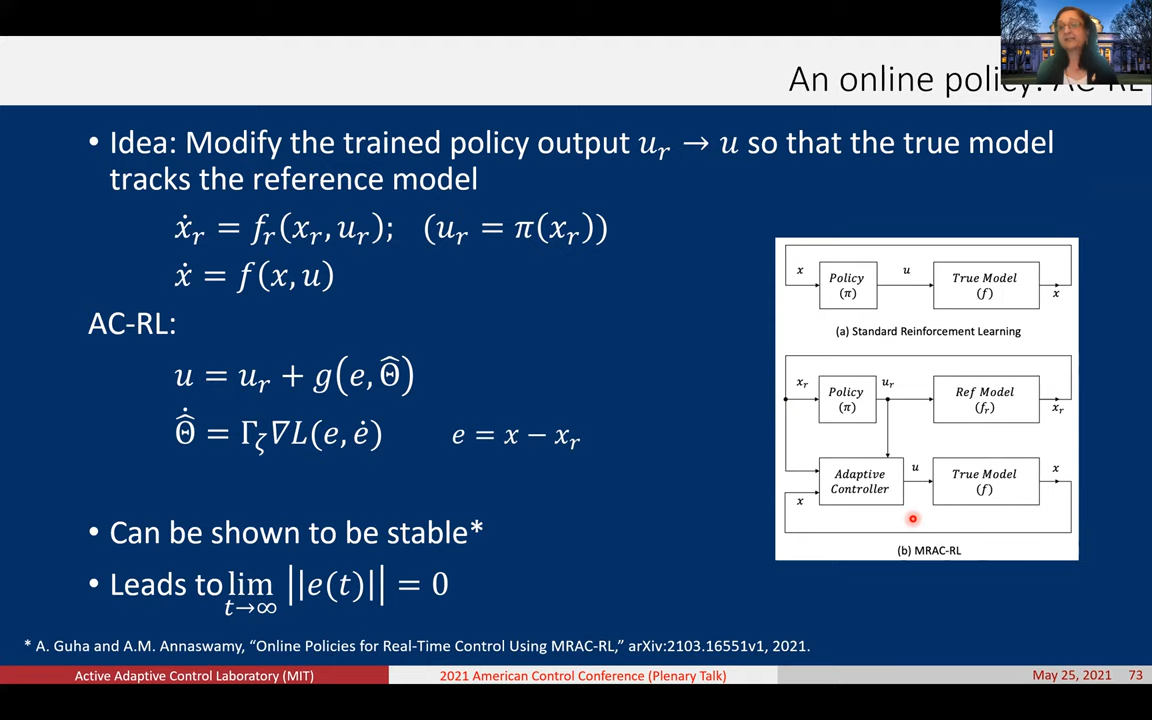 An online policy: AC-RL
• Idea: Modify the trained policy output u_r → u so that the true model
tracks the reference model
ẋ_r = f_r(x_r, u_r);   (u_r = π(x_r))
ẋ = f(x, u)
AC-RL:
u = u_r + g(e, Θ̂)
Θ̂̇ = Γ_ζ ∇L(e, ė)   e = x − x_r
• Can be shown to be stable*
• Leads to lim_{t→∞} ||e(t)|| = 0
x
Policy
(π)
u
True Model
(f)
x
(a) Standard Reinforcement Learning
x_r
Policy
(π)
u_r
Ref Model
(f_r)
x_r
Adaptive
Controller
x
u
True Model
(f)
x
(b) MRAC-RL
* A. Guha and A.M. Annaswamy, “Online Policies for Real-Time Control Using MRAC-RL,” arXiv:2103.16551v1, 2021.
Active Adaptive Control Laboratory (MIT)
2021 American Control Conference (Plenary Talk)
May 25, 2021 73